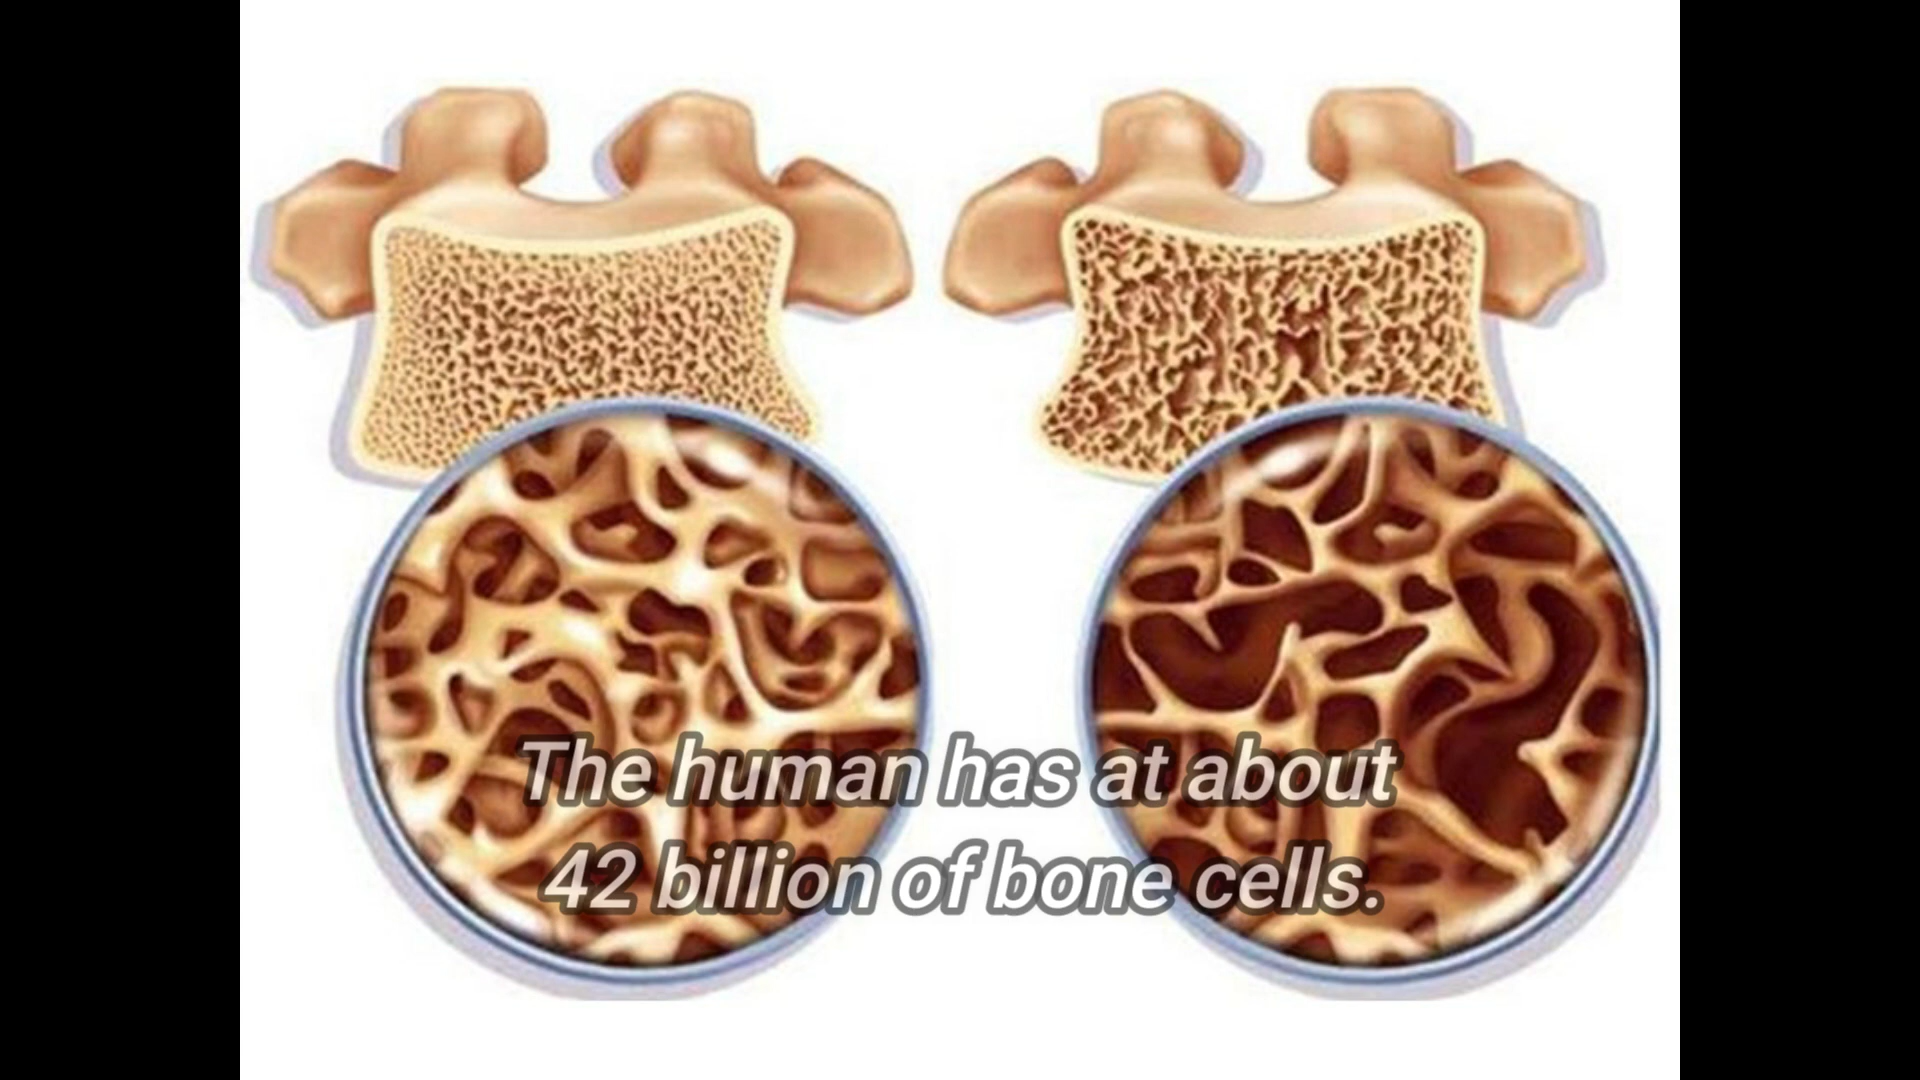 The human has at about
42 billion of bone cells.